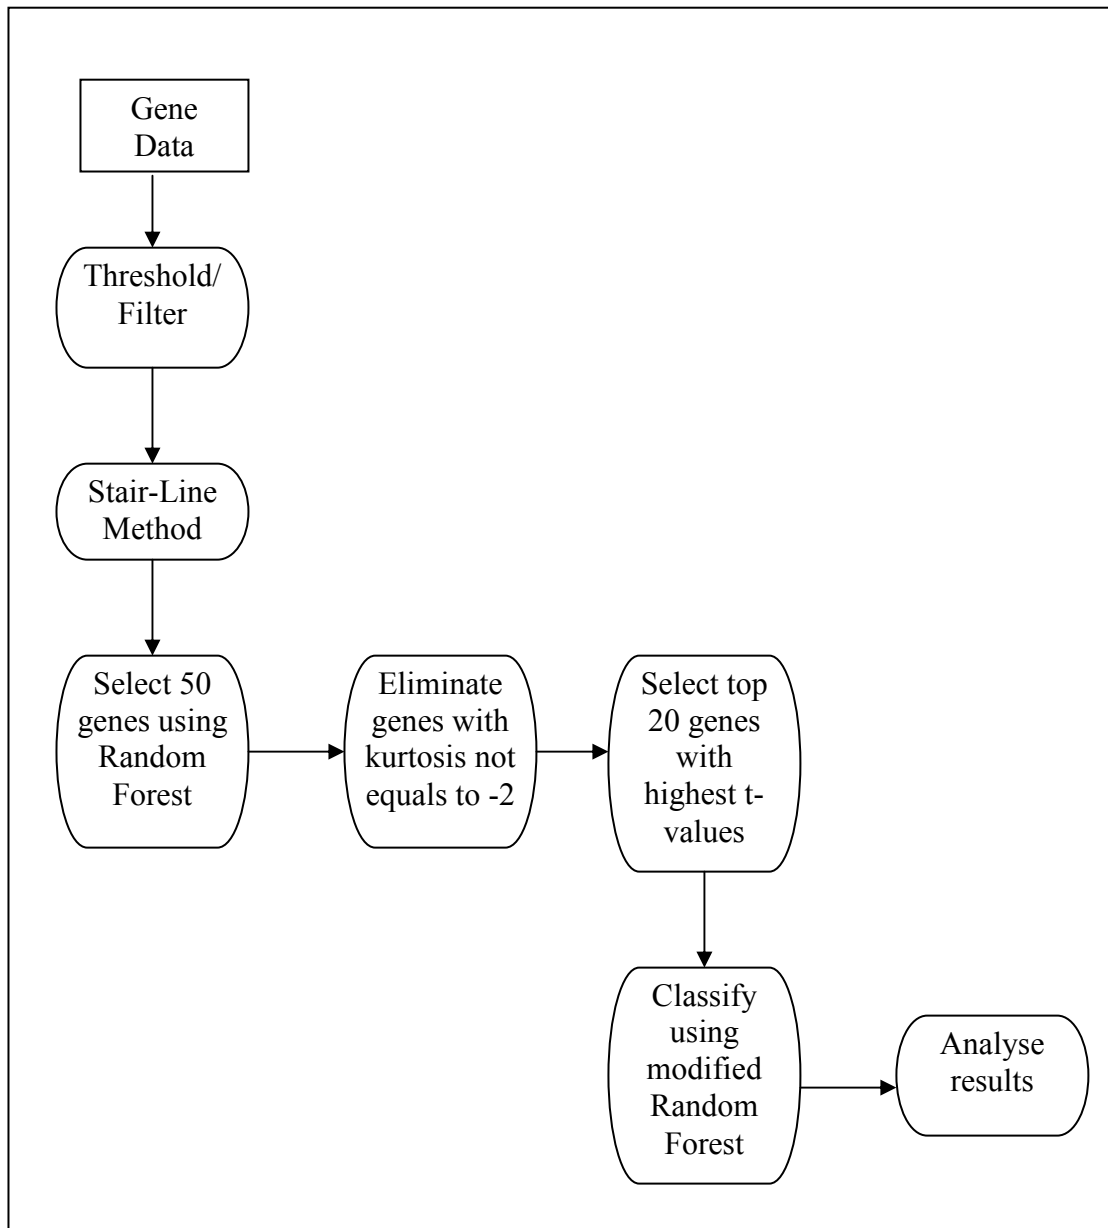 Gene
Data
Threshold/
Filter
Stair-Line
Method
Select 50
genes using
Random
Forest
Eliminate
genes with
kurtosis not
equals to -2
Select top
20 genes
with
highest t-
values
Classify
using
modified
Random
Forest
Analyse
results